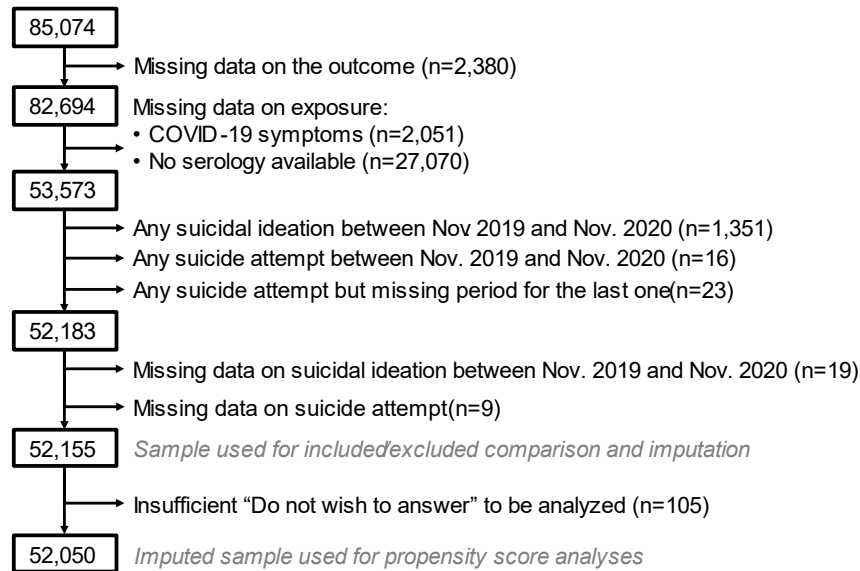 85,074
Missing data on the outcome (n=2,380)
82,694
Missing data on exposure:
• COVID-19 symptoms (n=2,051)
• No serology available (n=27,070)
53,573
Any suicidal ideation between Nov. 2019 and Nov. 2020 (n=1,351)
Any suicide attempt between Nov. 2019 and Nov. 2020 (n=16)
Any suicide attempt but missing period for the last one(n=23)
52,183
Missing data on suicidal ideation between Nov. 2019 and Nov. 2020 (n=19)
Missing data on suicide attempt(n=9)
52,155
Sample used for included/excluded comparison and imputation
Insufficient “Do not wish to answer” to be analyzed (n=105)
52,050
Imputed sample used for propensity score analyses